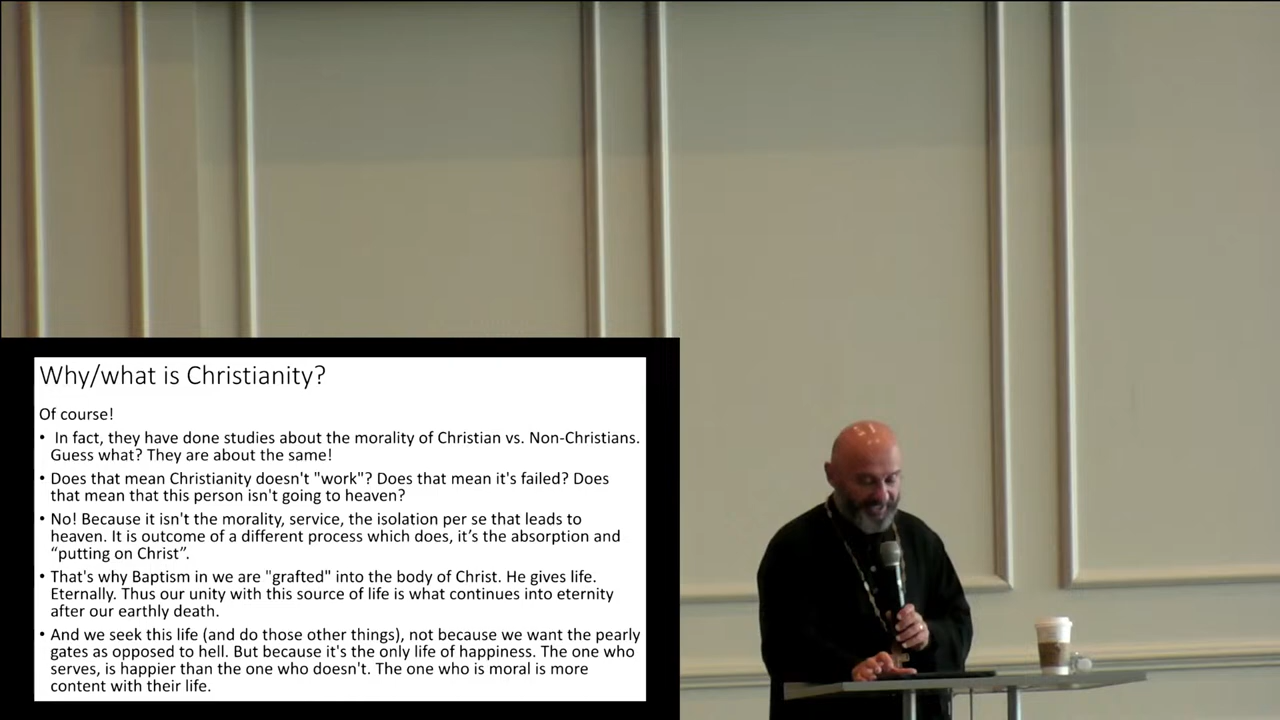 Why/what is Christianity?
Of course!
• In fact, they have done studies about the morality of Christian vs. Non-Christians.
Guess what? They are about the same!
• Does that mean Christianity doesn't "work"? Does that mean it's failed? Does
that mean that this person isn't going to heaven?
• No! Because it isn't the morality, service, the isolation per se that leads to
heaven. It is outcome of a different process which does, it’s the absorption and
“putting on Christ”.
• That's why Baptism in we are "grafted" into the body of Christ. He gives life.
Eternally. Thus our unity with this source of life is what continues into eternity
after our earthly death.
• And we seek this life (and do those other things), not because we want the pearly
gates as opposed to hell. But because it's the only life of happiness. The one who
serves, is happier than the one who doesn't. The one who is moral is more
content with their life.